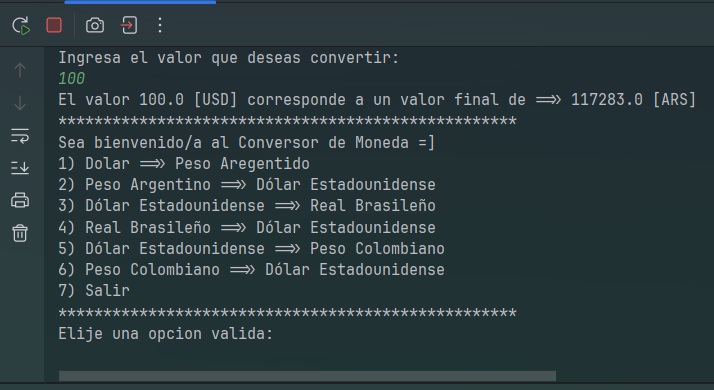 Ingresa el valor que deseas convertir:
100
El valor 100.0 [USD] corresponde a un valor final de ==>> 117283.0 [ARS]
***************************************************
Sea bienvenido/a al Conversor de Moneda =]
1) Dolar ==>> Peso Aregentido
2) Peso Argentino ==>> Dólar Estadounidense
3) Dólar Estadounidense ==>> Real Brasileño
4) Real Brasileño ==>> Dólar Estadounidense
5) Dólar Estadounidense ==>> Peso Colombiano
6) Peso Colombiano ==>> Dólar Estadounidense
7) Salir
***************************************************
Elije una opcion valida: